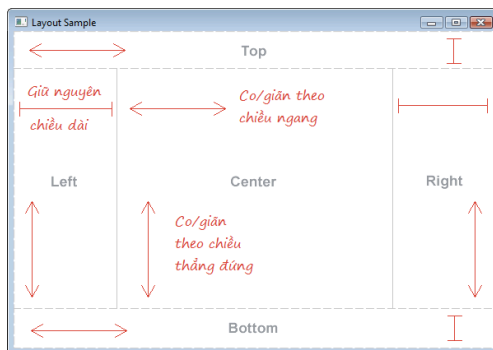 Layout Sample
Top
Giữ nguyên
chiều dài
Co/giãn theo
chiều ngang
Left
Center
Right
Co/giãn
theo chiều
thẳng đứng
Bottom